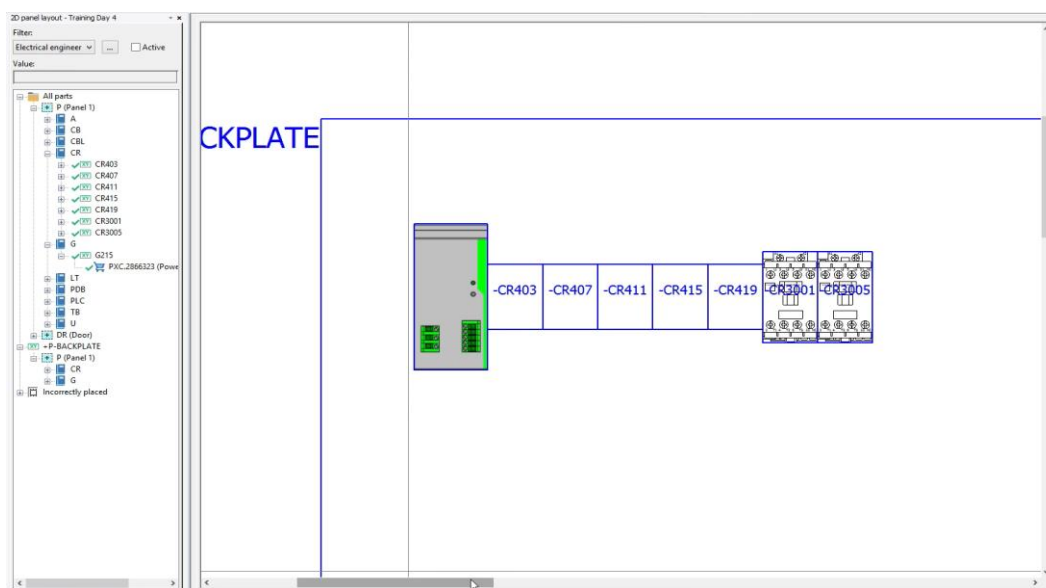 2D panel layout - Training Day 4
Filter:
Electrical engineer
...
Active
Value:
All parts
P (Panel 1)
A
CB
CBL
CR
CR403
CR407
CR411
CR415
CR419
CR3001
CR3005
G
G215
PXC.2866323 (Powe
LT
PDB
PLC
TB
U
DR (Door)
+P-BACKPLATE
P (Panel 1)
CR
G
Incorrectly placed
CKPLATE
-CR403 -CR407 -CR411 -CR415 -CR419 -CR3001 -CR3005